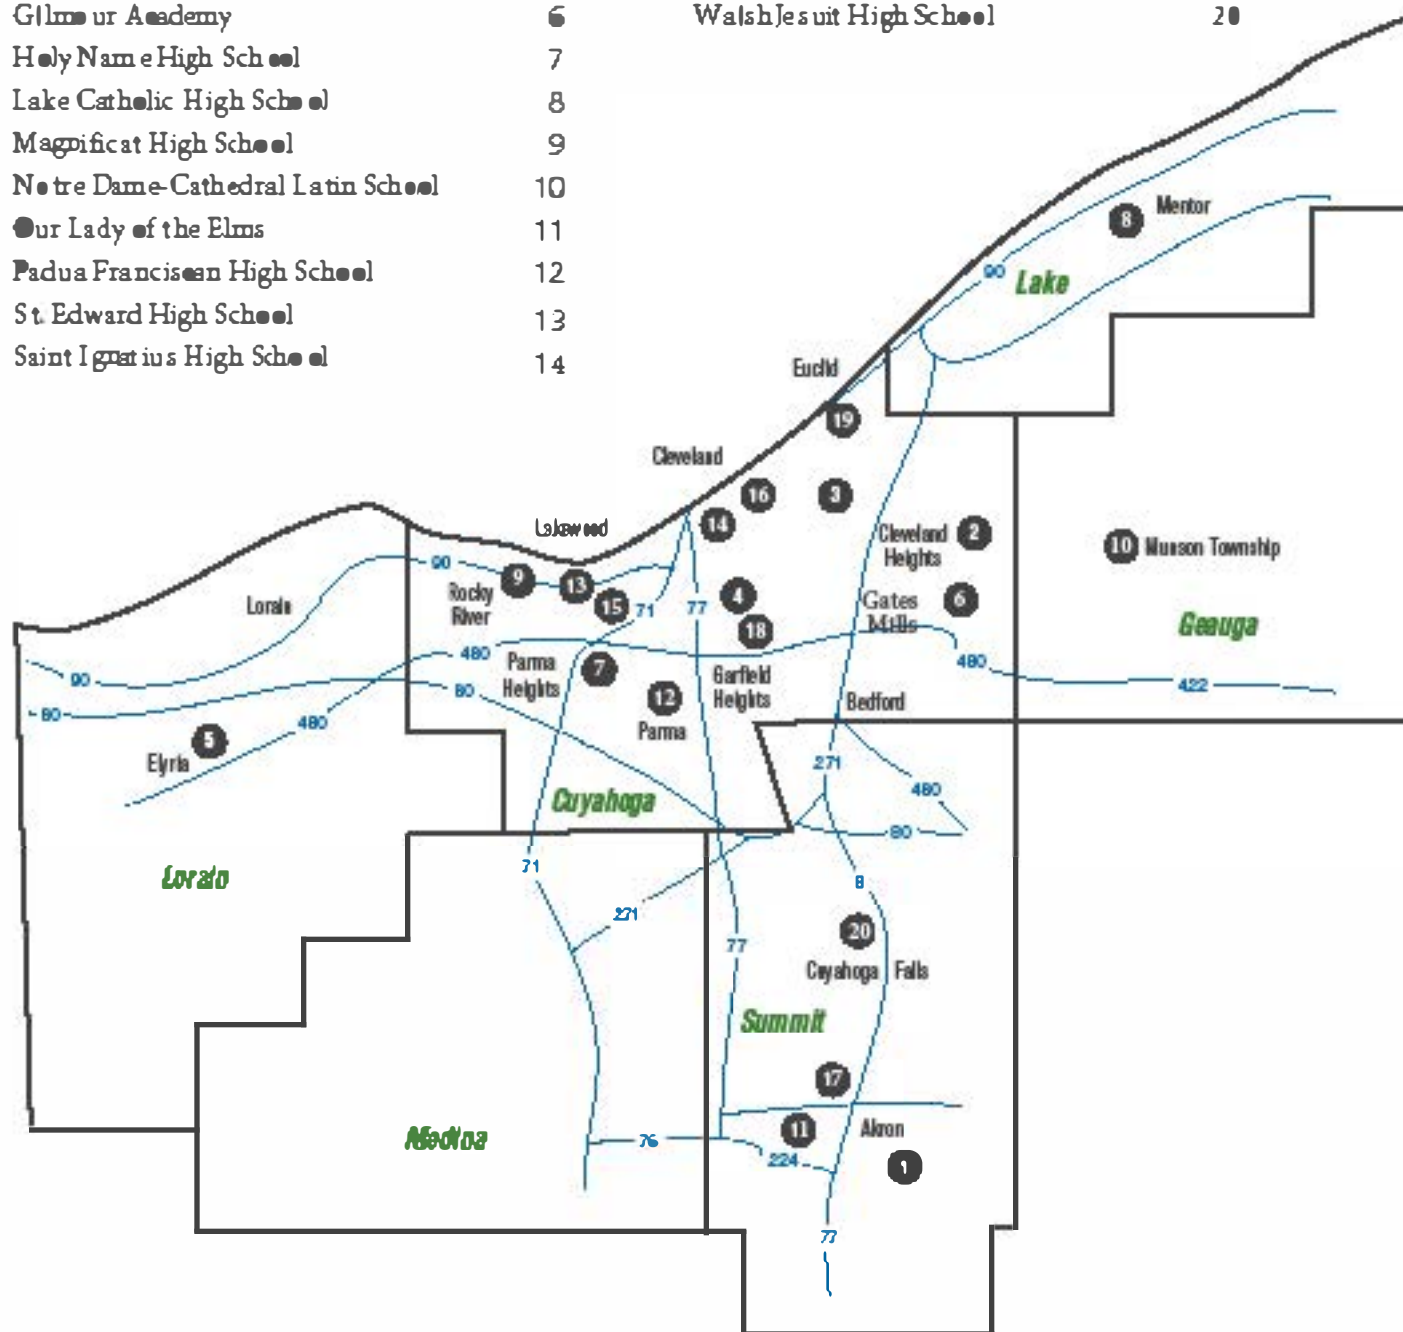 Gilmour Academy 6
Walsh Jesuit High School 20
Holy Name High School 7
Lake Catholic High School 8
Magnificat High School 9
Notre Dame-Cathedral Latin School 10
Our Lady of the Elms 11
Padua Franciscan High School 12
St. Edward High School 13
Saint Ignatius High School 14
8 Mentor
90
Lake
Euclid
19
Cleveland
16
3
14
Lakewood
Cleveland
Heights
2
10 Munson Township
90
9
13
15
Rocky
River
Lorain
71
77
4
18
Gates
Mills
6
Geauga
480
480
Parma
Heights
7
Garfield
Heights
90
80
422
80
12
Bedford
480
Parma
5
Elyria
271
480
Cuyahoga
80
71
Lorain
8
271
20
77
Cuyahoga Falls
Summit
17
11
Akron
Medina
76
224
1
77